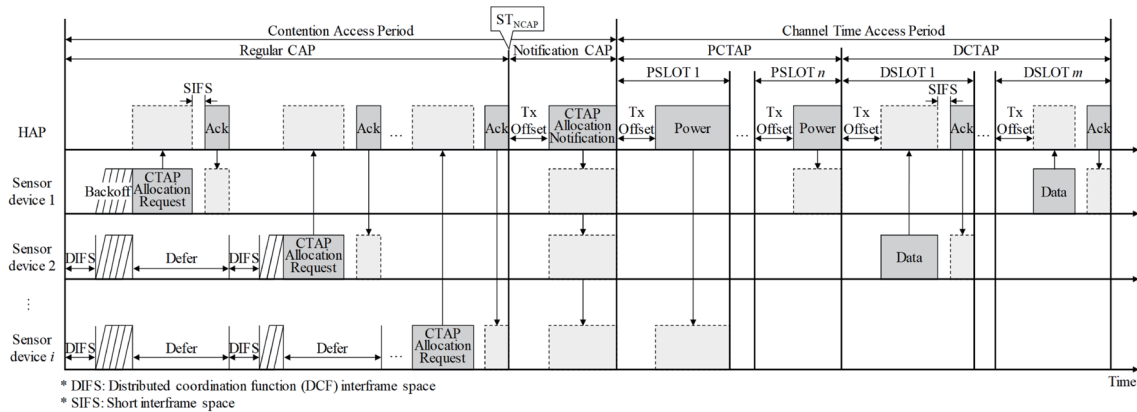 ST_NCAP
Contention Access Period
Channel Time Access Period
Regular CAP
Notification CAP
PCTAP
DCTAP
PSLOT 1
PSLOT n
DSLOT 1
DSLOT m
SIFS
SIFS
HAP
Ack
Ack
...
Ack
Tx
Offset
CTAP
Allocation
Notification
Tx
Offset
Power
...
Tx
Offset
Power
Tx
Offset
Ack
...
Tx
Offset
Ack
Sensor
device 1
Backoff
CTAP
Allocation
Request
Data
Sensor
device 2
DIFS
Defer
DIFS
CTAP
Allocation
Request
Data
...
Sensor
device i
DIFS
Defer
DIFS
Defer
...
CTAP
Allocation
Request
Time
* DIFS: Distributed coordination function (DCF) interframe space
* SIFS: Short interframe space